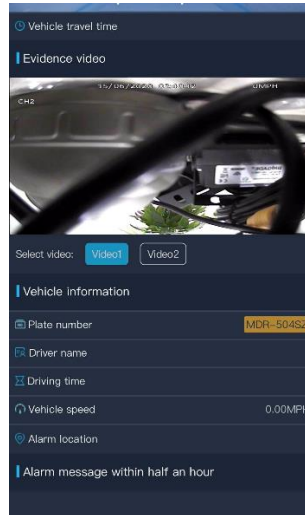 Vehicle travel time
Evidence video
0MPH
CH2
Select video: Video1 Video2
Vehicle information
Plate number MDR-504SZ
Driver name
Driving time
Vehicle speed 0.00MPH
Alarm location
Alarm message within half an hour